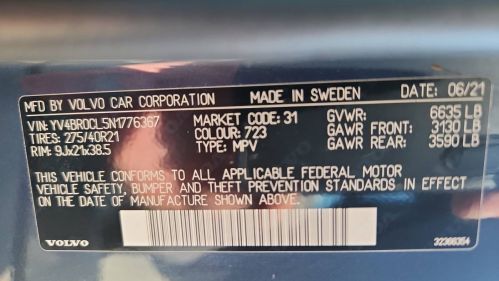 MFD BY VOLVO CAR CORPORATION MADE IN SWEDEN DATE: 06/21
VIN: YV4BR0CL5N1776367 MARKET CODE: 31 GVWR: 6635 LB
TIRES: 275/40R21 COLOUR: 723 GAWR FRONT: 3130 LB
RIM: 9Jx21x38.5 TYPE: MPV GAWR REAR: 3590 LB
THIS VEHICLE CONFORMS TO ALL APPLICABLE FEDERAL MOTOR
VEHICLE SAFETY, BUMPER AND THEFT PREVENTION STANDARDS IN EFFECT
ON THE DATE OF MANUFACTURE SHOWN ABOVE.
VOLVO 32366354